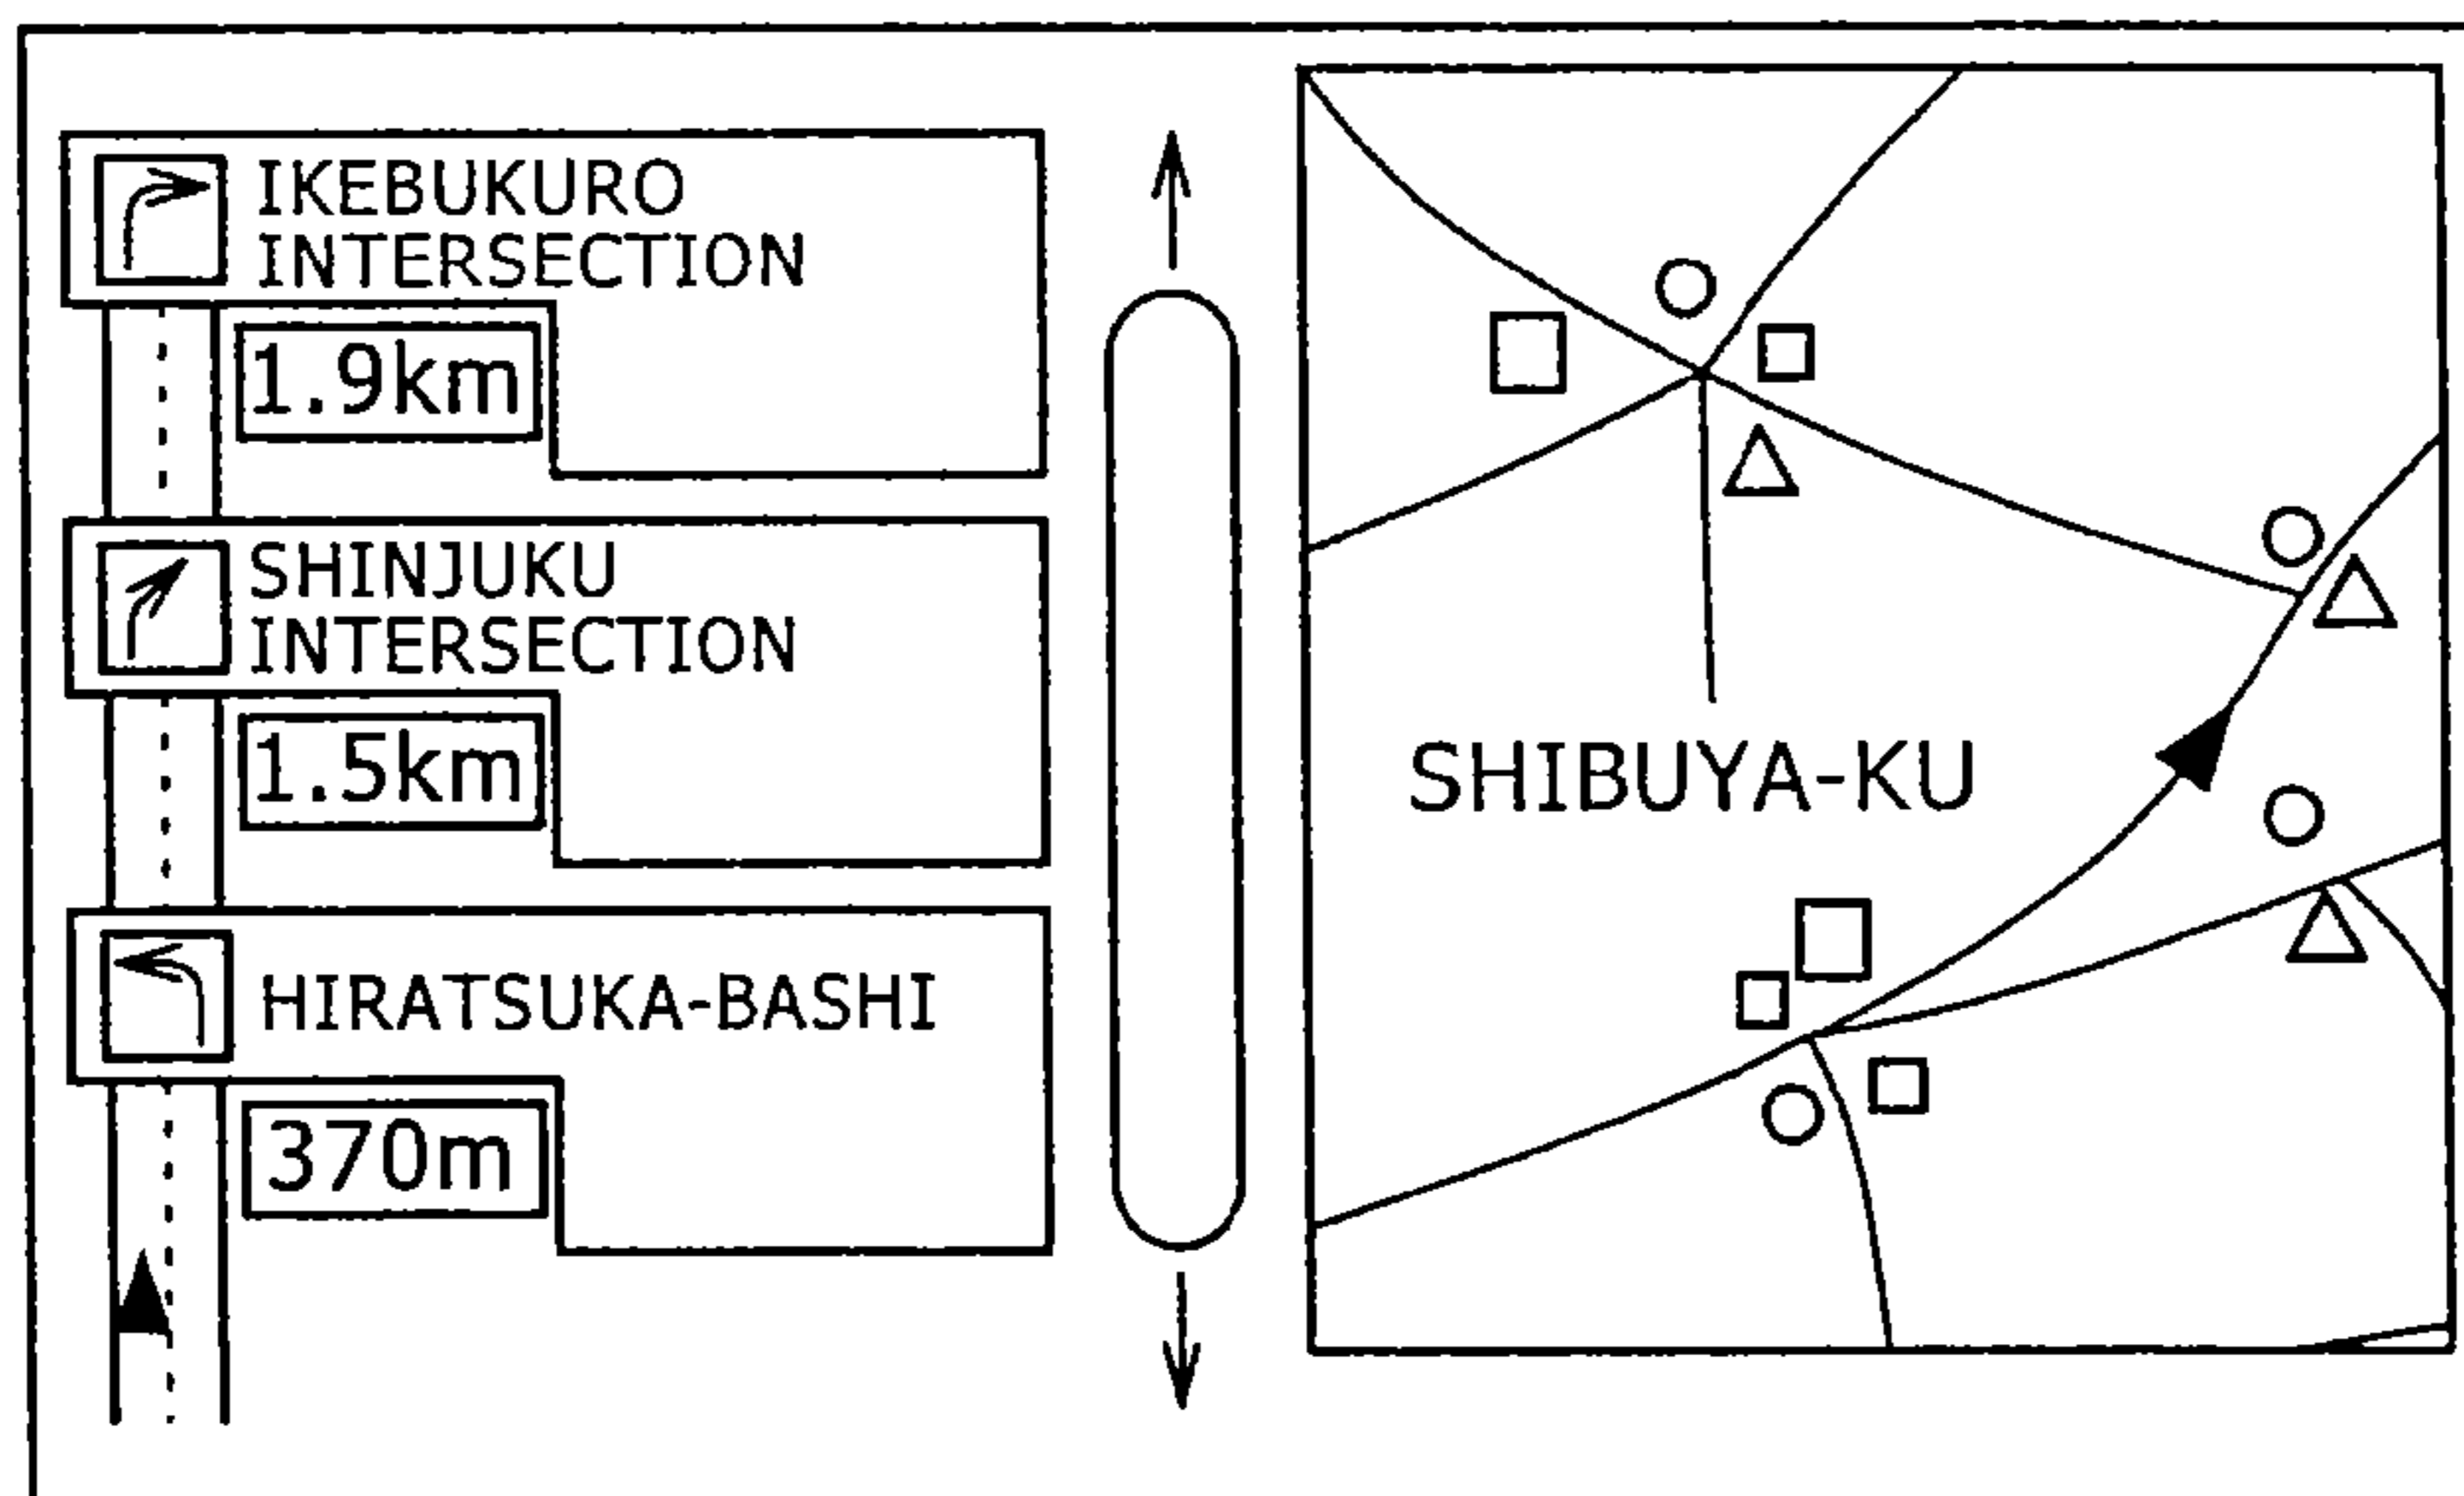 IKEBUKURO
INTERSECTION
1.9km
SHINJUKU
INTERSECTION
1.5km
HIRATSUKA-BASHI
370m
SHIBUYA-KU